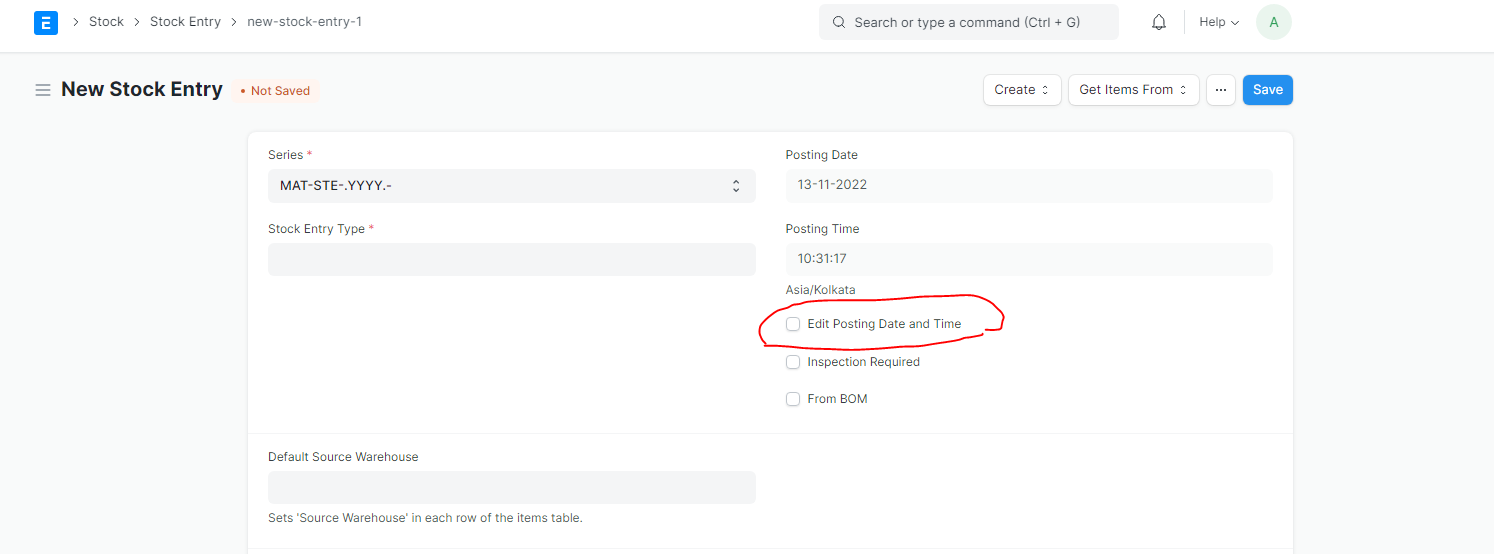 E Stock Stock Entry new-stock-entry-1 Search or type a command (Ctrl + G) Help A
New Stock Entry • Not Saved Create Get Items From ... Save
Series * Posting Date
MAT-STE-.YYYY.- 13-11-2022
Stock Entry Type * Posting Time
10:31:17
Asia/Kolkata
Edit Posting Date and Time
Inspection Required
From BOM
Default Source Warehouse
Sets 'Source Warehouse' in each row of the items table.